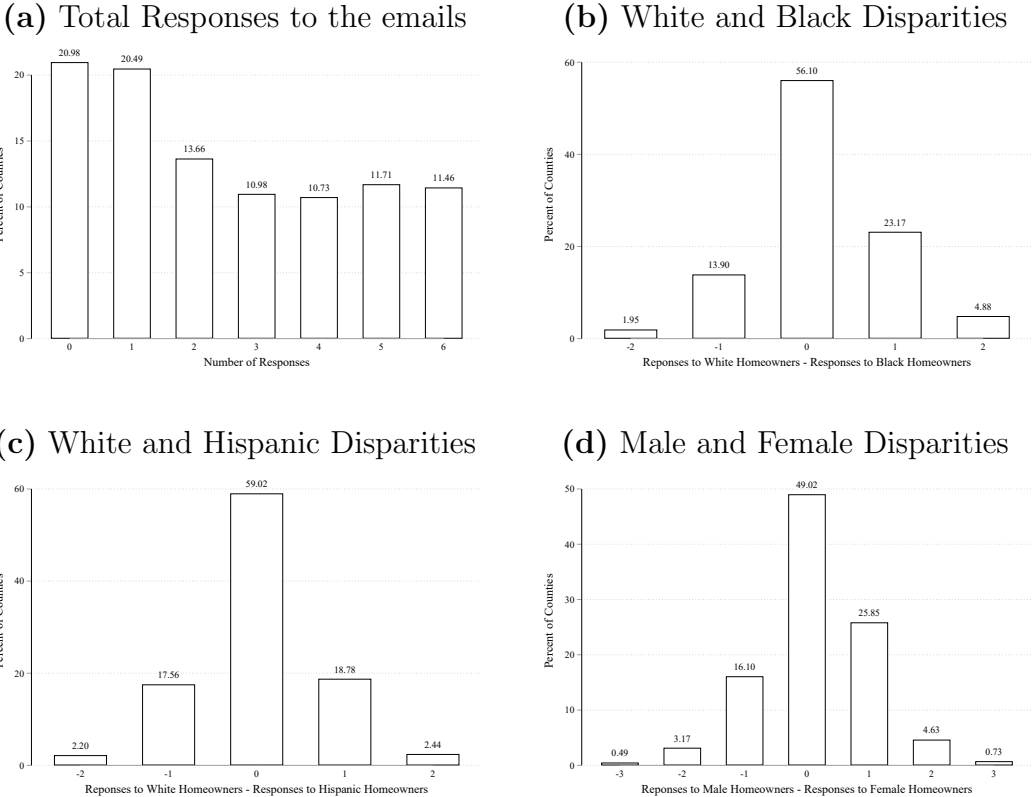 (a) Total Responses to the emails
20.98
20.49
13.66
10.98
10.73
11.71
11.46
20
15
10
5
0
Percent of Counties
0 1 2 3 4 5 6
Number of Responses
(b) White and Black Disparities
1.95
13.90
56.10
23.17
4.88
60
40
20
0
Percent of Counties
-2 -1 0 1 2
Reponses to White Homeowners - Responses to Black Homeowners
(c) White and Hispanic Disparities
2.20
17.56
59.02
18.78
2.44
60
40
20
0
Percent of Counties
-2 -1 0 1 2
Reponses to White Homeowners - Responses to Hispanic Homeowners
(d) Male and Female Disparities
0.49
3.17
16.10
49.02
25.85
4.63
0.73
50
40
30
20
10
0
Percent of Counties
-3 -2 -1 0 1 2 3
Reponses to Male Homeowners - Responses to Female Homeowners